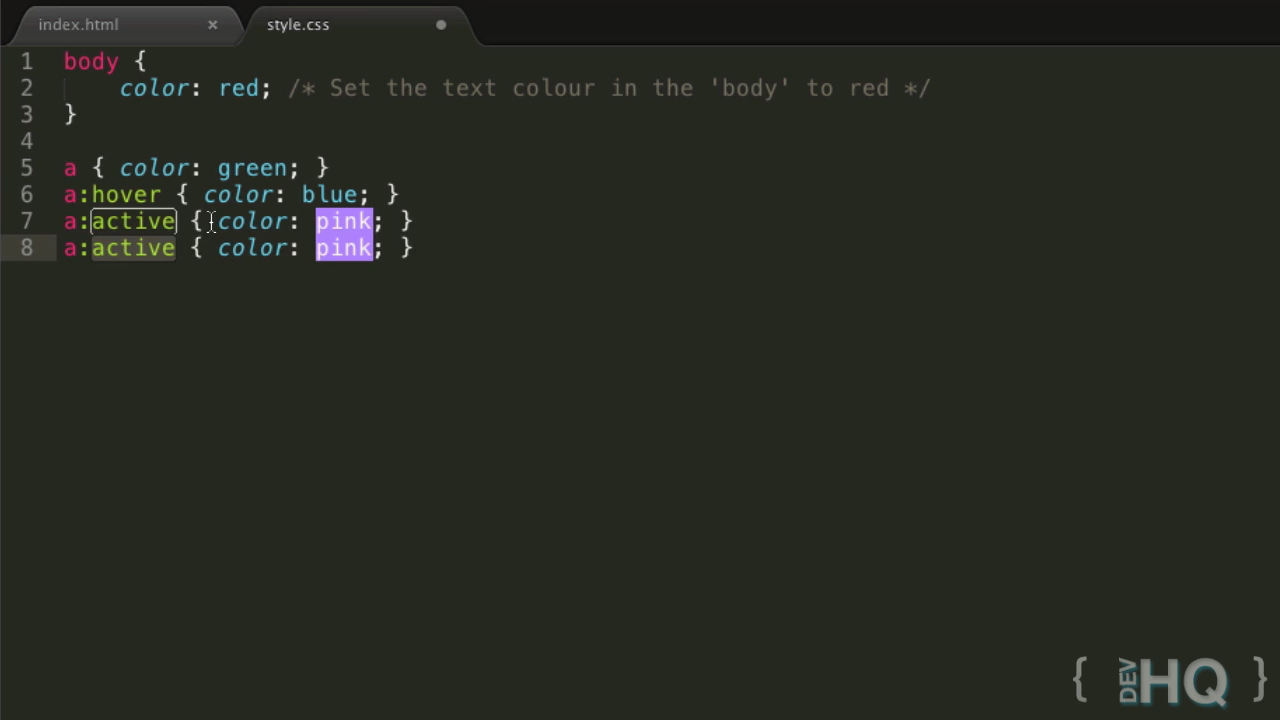 index.html ×
style.css
1 body {
2     color: red; /* Set the text colour in the 'body' to red */
3 }
4
5 a { color: green; }
6 a:hover { color: blue; }
7 a:active { color: pink; }
8 a:active { color: pink; }
{ DEV HQ }